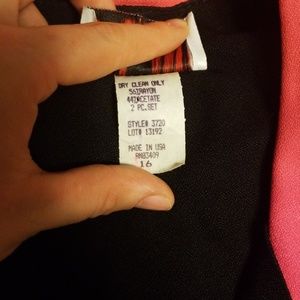 DRY CLEAN ONLY
56%RAYON
44%ACETATE
2 PC.SET
STYLE# 3720
LOT# 13192
MADE IN USA
RN83409
16